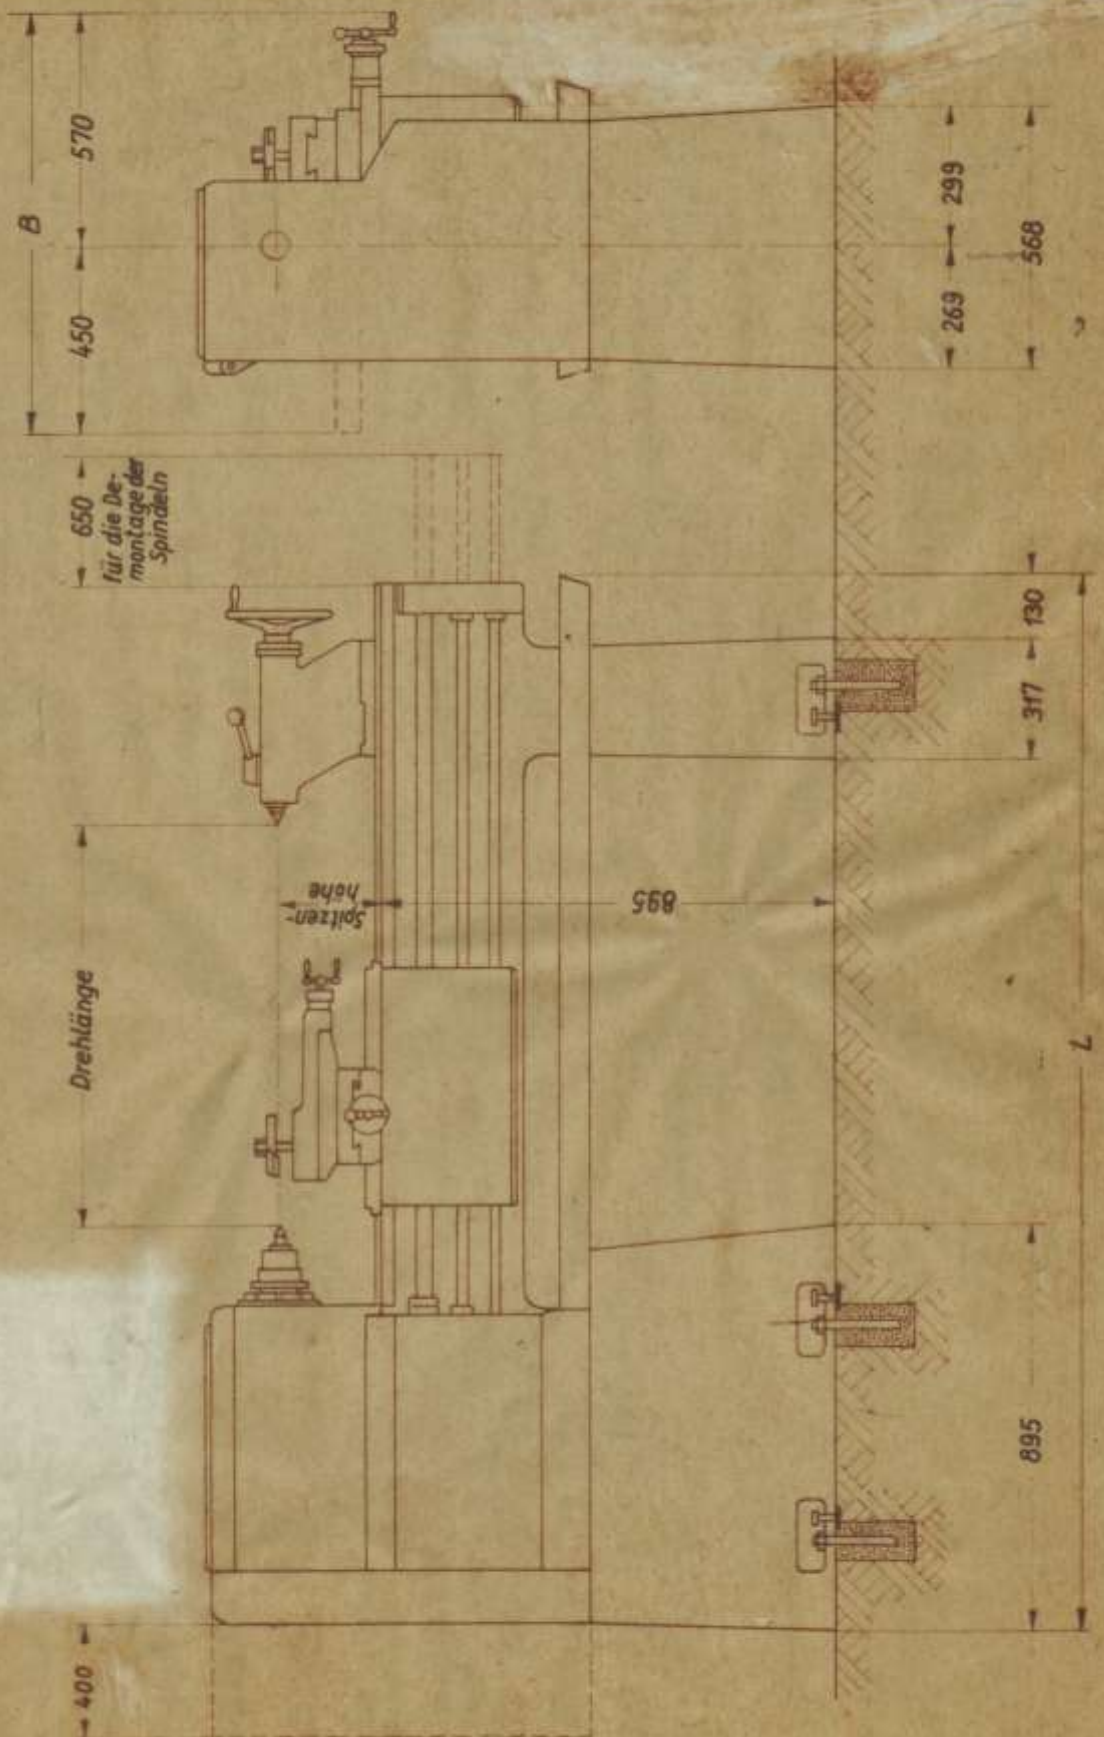 400
Drehlänge
650
für die De-
montage der
Spindeln
450
570
B
Spitzen-
höhe
895
895
317
130
L
269
299
568